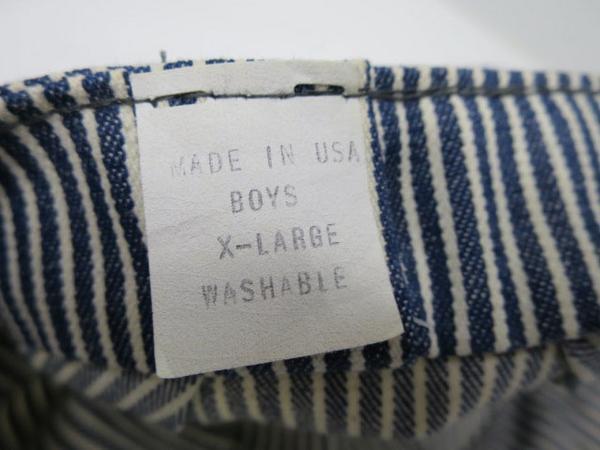 MADE IN USA
BOYS
X-LARGE
WASHABLE